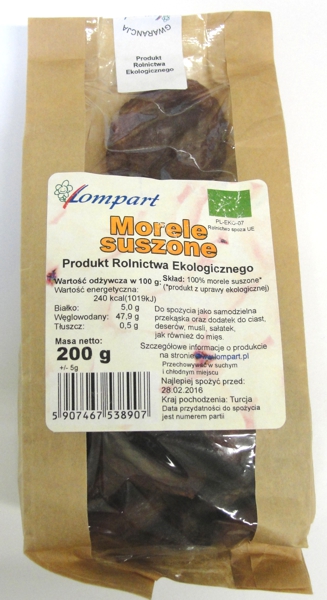 GWARANCJA
Produkt
Rolnictwa
Ekologicznego
Lompart
PL-EKO-07
Rolnictwo spoza UE
Morele
suszone
Produkt Rolnictwa Ekologicznego
Wartość odżywcza w 100 g:
Wartość energetyczna:
240 kcal(1019kJ)
Białko: 5,0 g
Węglowodany: 47,9 g
Tłuszcz: 0,5 g
Skład: 100% morele suszone*
(*produkt z uprawy ekologicznej)
Do spożycia jako samodzielna
przekąska oraz dodatek do ciast,
deserów, musli, sałatek,
jak również do mięs.
Masa netto:
200 g
+/- 5g
Szczegółowe informacje o produkcie
na stronie lompart.pl
Przechowywać w suchym
i chłodnym miejscu
Najlepiej spożyć przed:
28.02.2016
Kraj pochodzenia: Turcja
Data przydatności do spożycia
jest numerem partii
5 907467 538907